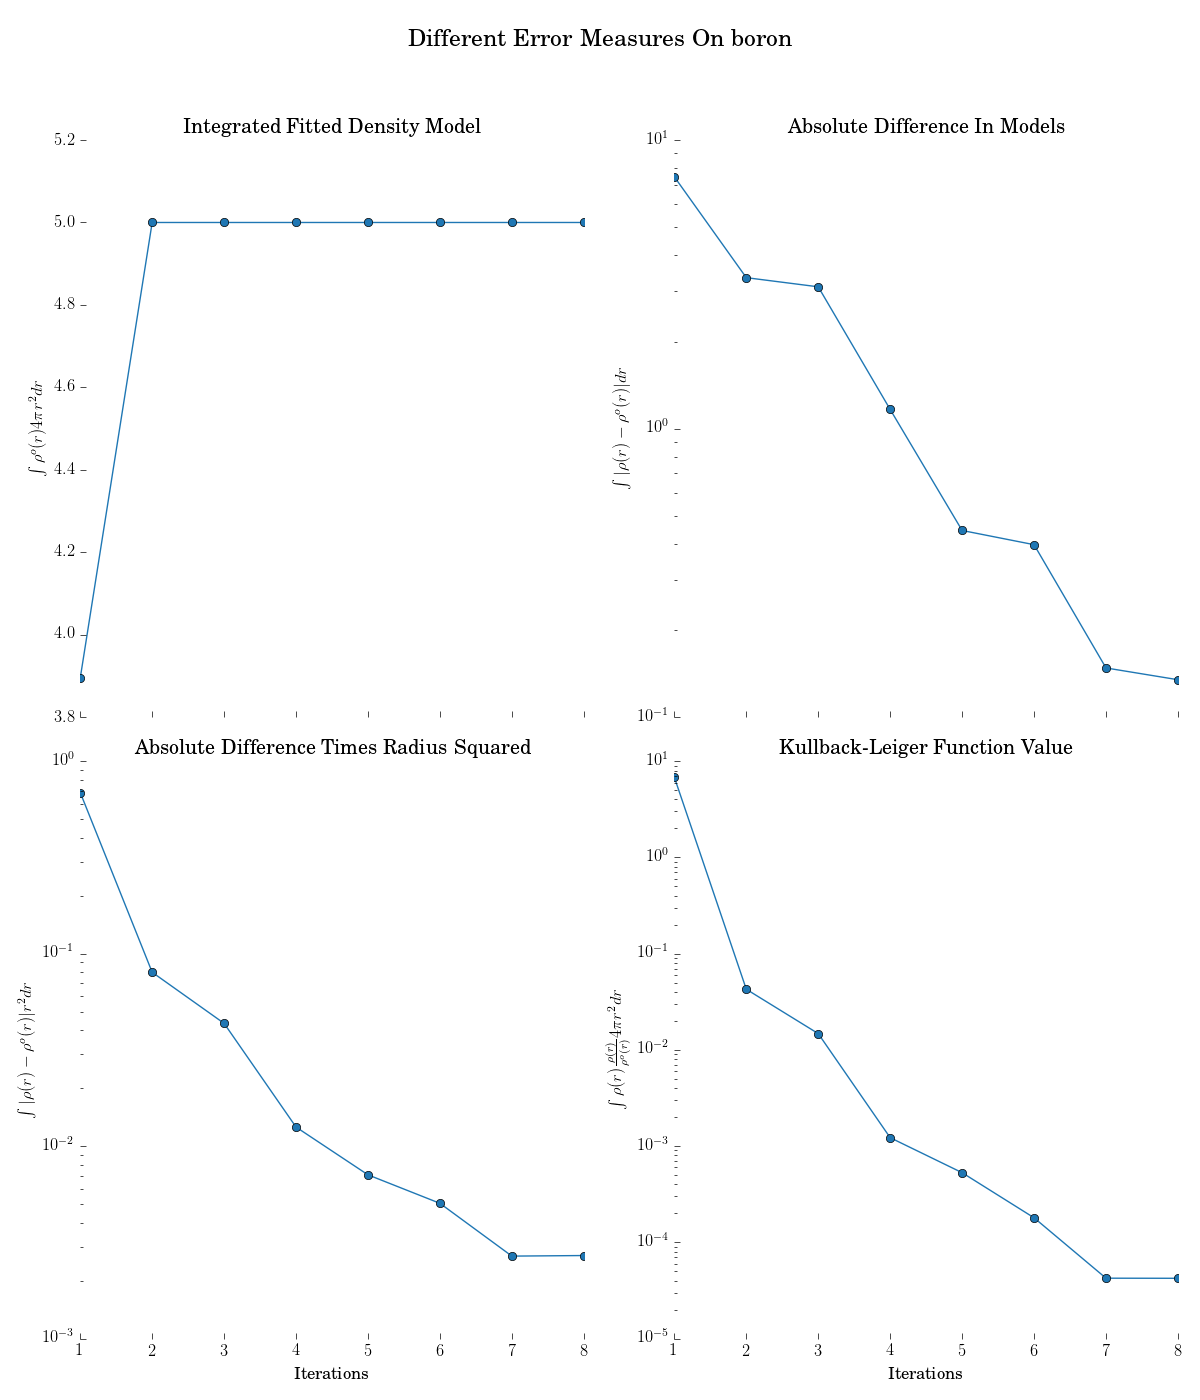 Different Error Measures On boron
Integrated Fitted Density Model
5.2
5.0
4.8
4.6
4.4
4.2
4.0
3.8
∫ ρ^o(r)4πr^2dr
Absolute Difference In Models
10^1
10^0
10^−1
∫ |ρ(r) − ρ^o(r)|dr
Absolute Difference Times Radius Squared
10^0
10^−1
10^−2
10^−3
∫ |ρ(r) − ρ^o(r)|r^2dr
1 2 3 4 5 6 7 8
Iterations
Kullback-Leiger Function Value
10^1
10^0
10^−1
10^−2
10^−3
10^−4
10^−5
∫ ρ(r) ρ(r)/ρ^o(r) 4πr^2dr
1 2 3 4 5 6 7 8
Iterations